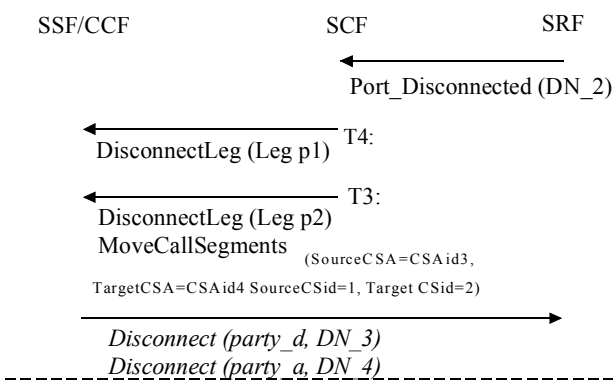 SSF/CCF SCF SRF
Port_Disconnected (DN_2)
T4:
DisconnectLeg (Leg p1)
T3:
DisconnectLeg (Leg p2)
MoveCallSegments (SourceCSA=CSAid3,
TargetCSA=CSAid4 SourceCSid=1, Target CSid=2)
Disconnect (party_d, DN_3)
Disconnect (party_a, DN_4)